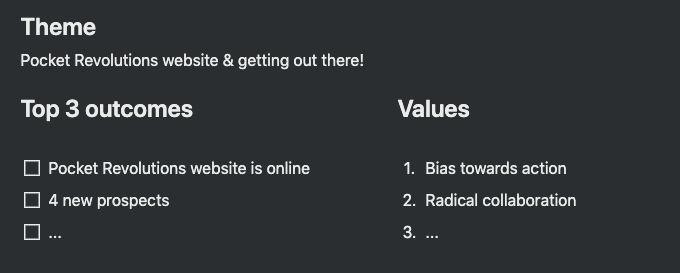 Theme
Pocket Revolutions website & getting out there!
Top 3 outcomes
Pocket Revolutions website is online
4 new prospects
...
Values
1. Bias towards action
2. Radical collaboration
3. ...